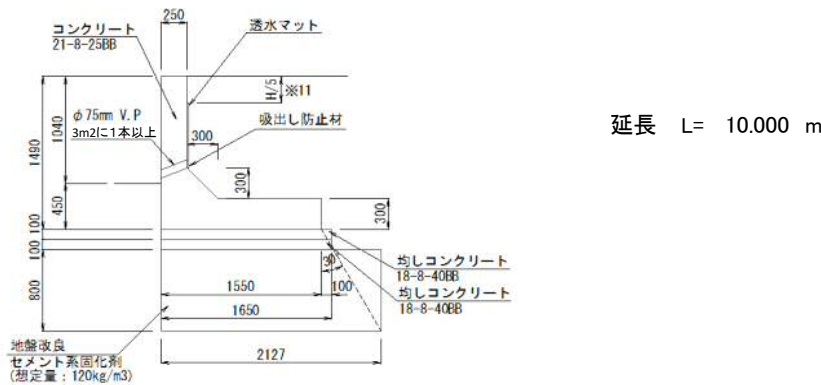 250
コンクリート
21-8-25BB
透水マット
H/5
※11
φ75mm V.P
3m2に1本以上
吸出し防止材
300
延長 L= 10.000 m
1040
1490
300
450
300
100
100
30
均しコンクリート
18-8-40BB
1550
100
均しコンクリート
18-8-40BB
800
1650
地盤改良
セメント系固化剤
(想定量：120kg/m3)
2127